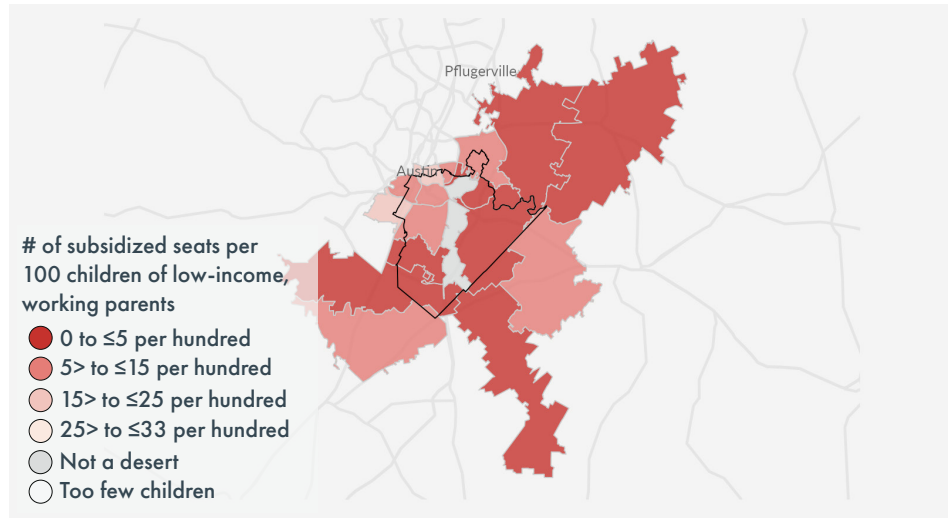 Pflugerville
Austin
# of subsidized seats per
100 children of low-income,
working parents
0 to ≤5 per hundred
5> to ≤15 per hundred
15> to ≤25 per hundred
25> to ≤33 per hundred
Not a desert
Too few children